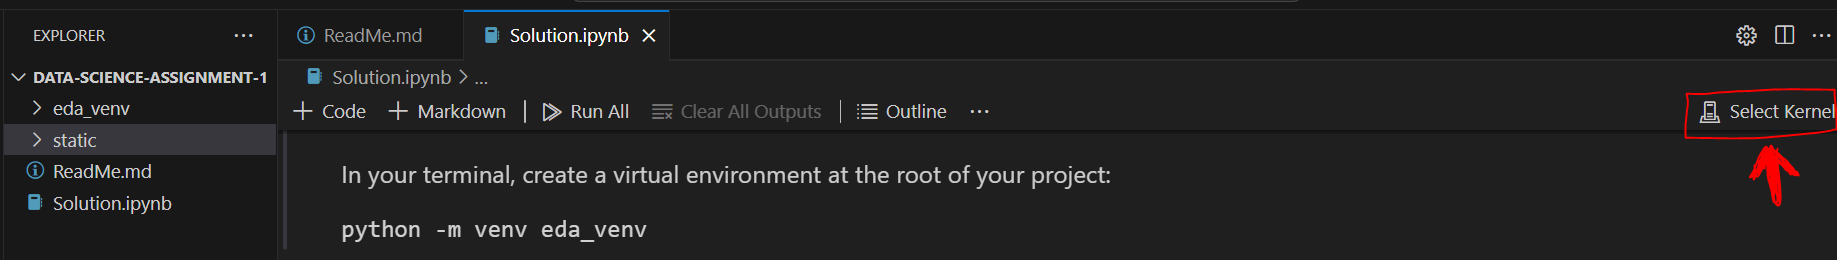 EXPLORER ...
ReadMe.md
Solution.ipynb
DATA-SCIENCE-ASSIGNMENT-1
eda_venv
static
ReadMe.md
Solution.ipynb
Solution.ipynb > ...
+ Code + Markdown Run All Clear All Outputs Outline ... Select Kernel
In your terminal, create a virtual environment at the root of your project:
python -m venv eda_venv